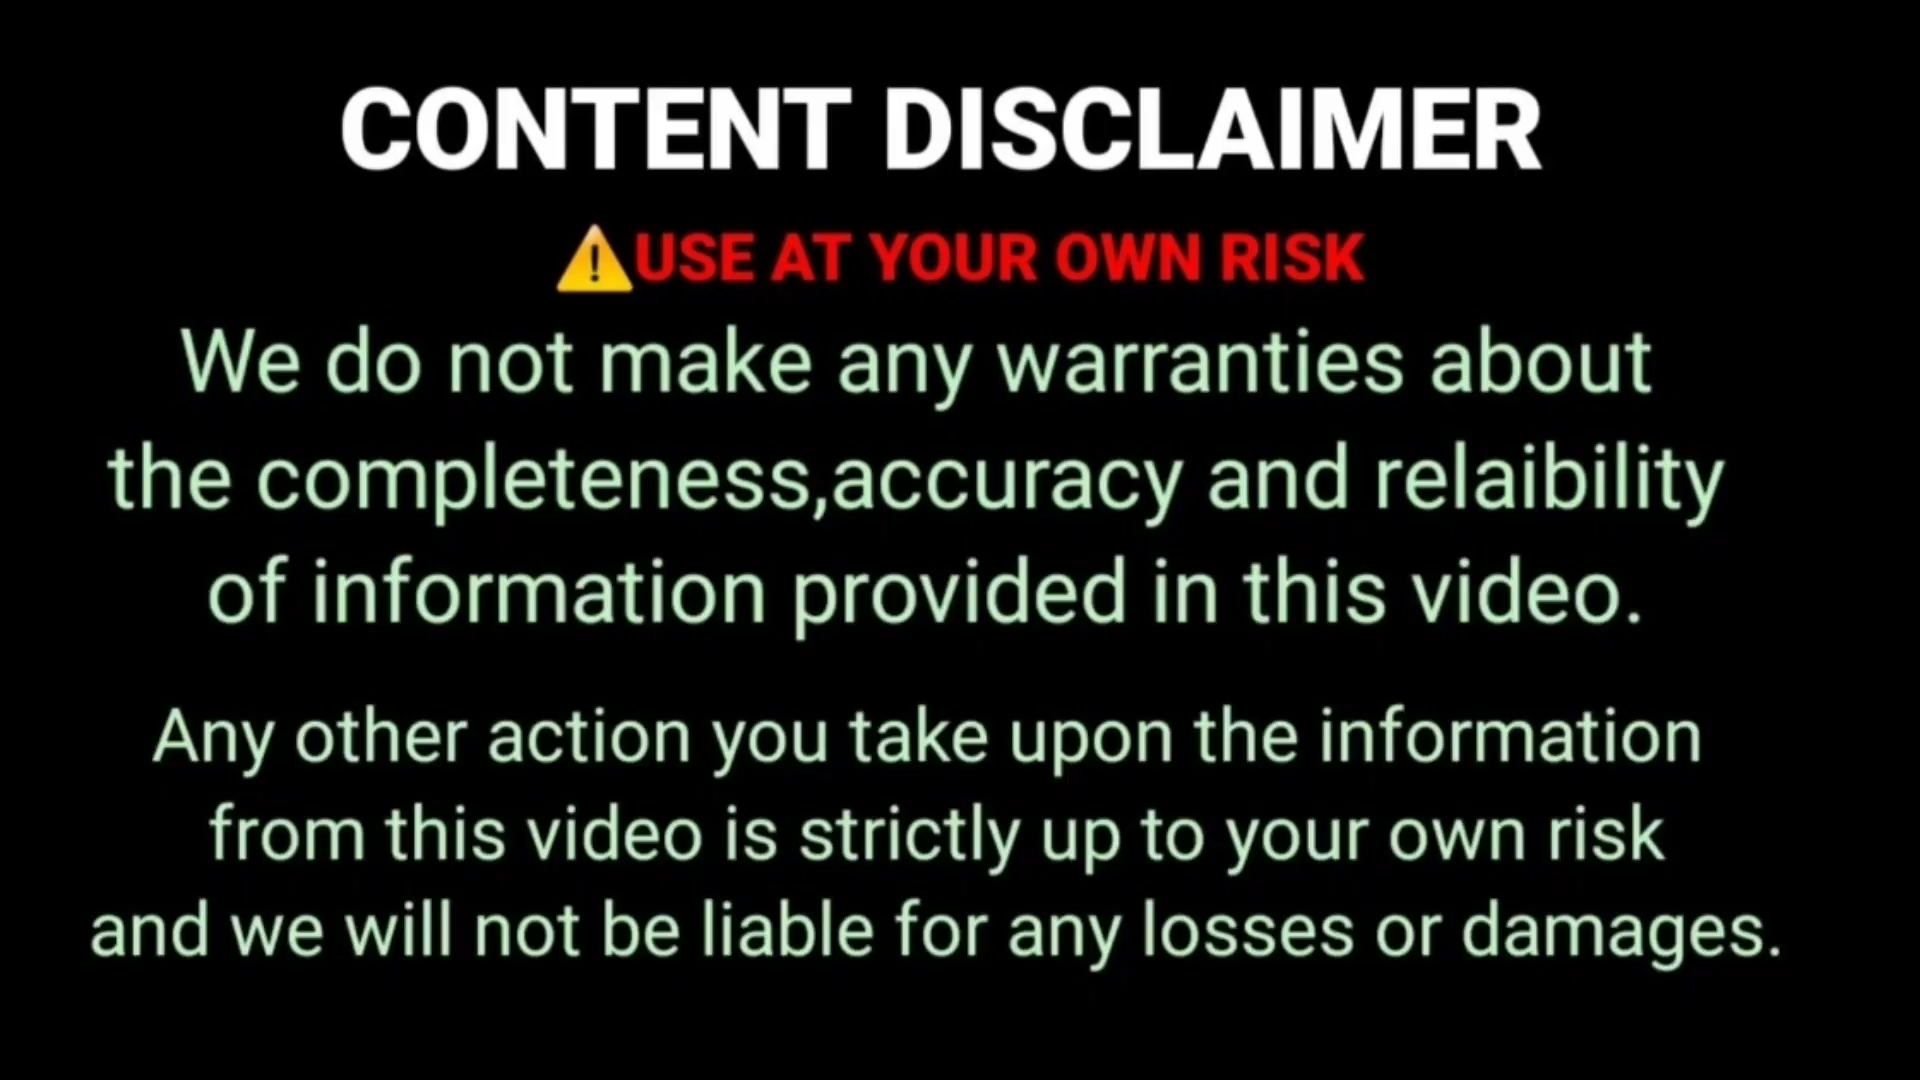 CONTENT DISCLAIMER
⚠️USE AT YOUR OWN RISK
We do not make any warranties about
the completeness,accuracy and relaibility
of information provided in this video.
Any other action you take upon the information
from this video is strictly up to your own risk
and we will not be liable for any losses or damages.